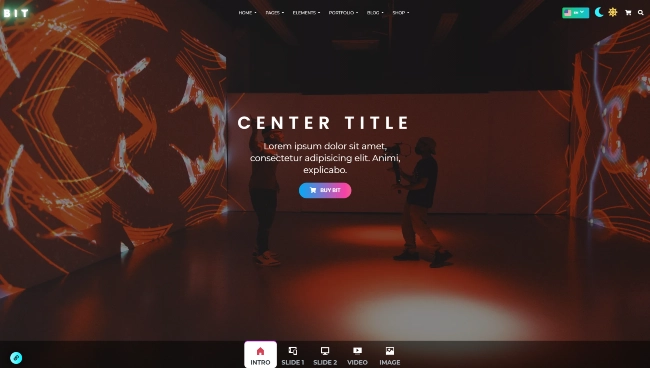 BIT
HOME PAGES ELEMENTS PORTFOLIO BLOG SHOP
CENTER TITLE
Lorem ipsum dolor sit amet,
consectetur adipisicing elit. Animi,
explicabo.
BUY BIT
INTRO SLIDE 1 SLIDE 2 VIDEO IMAGE